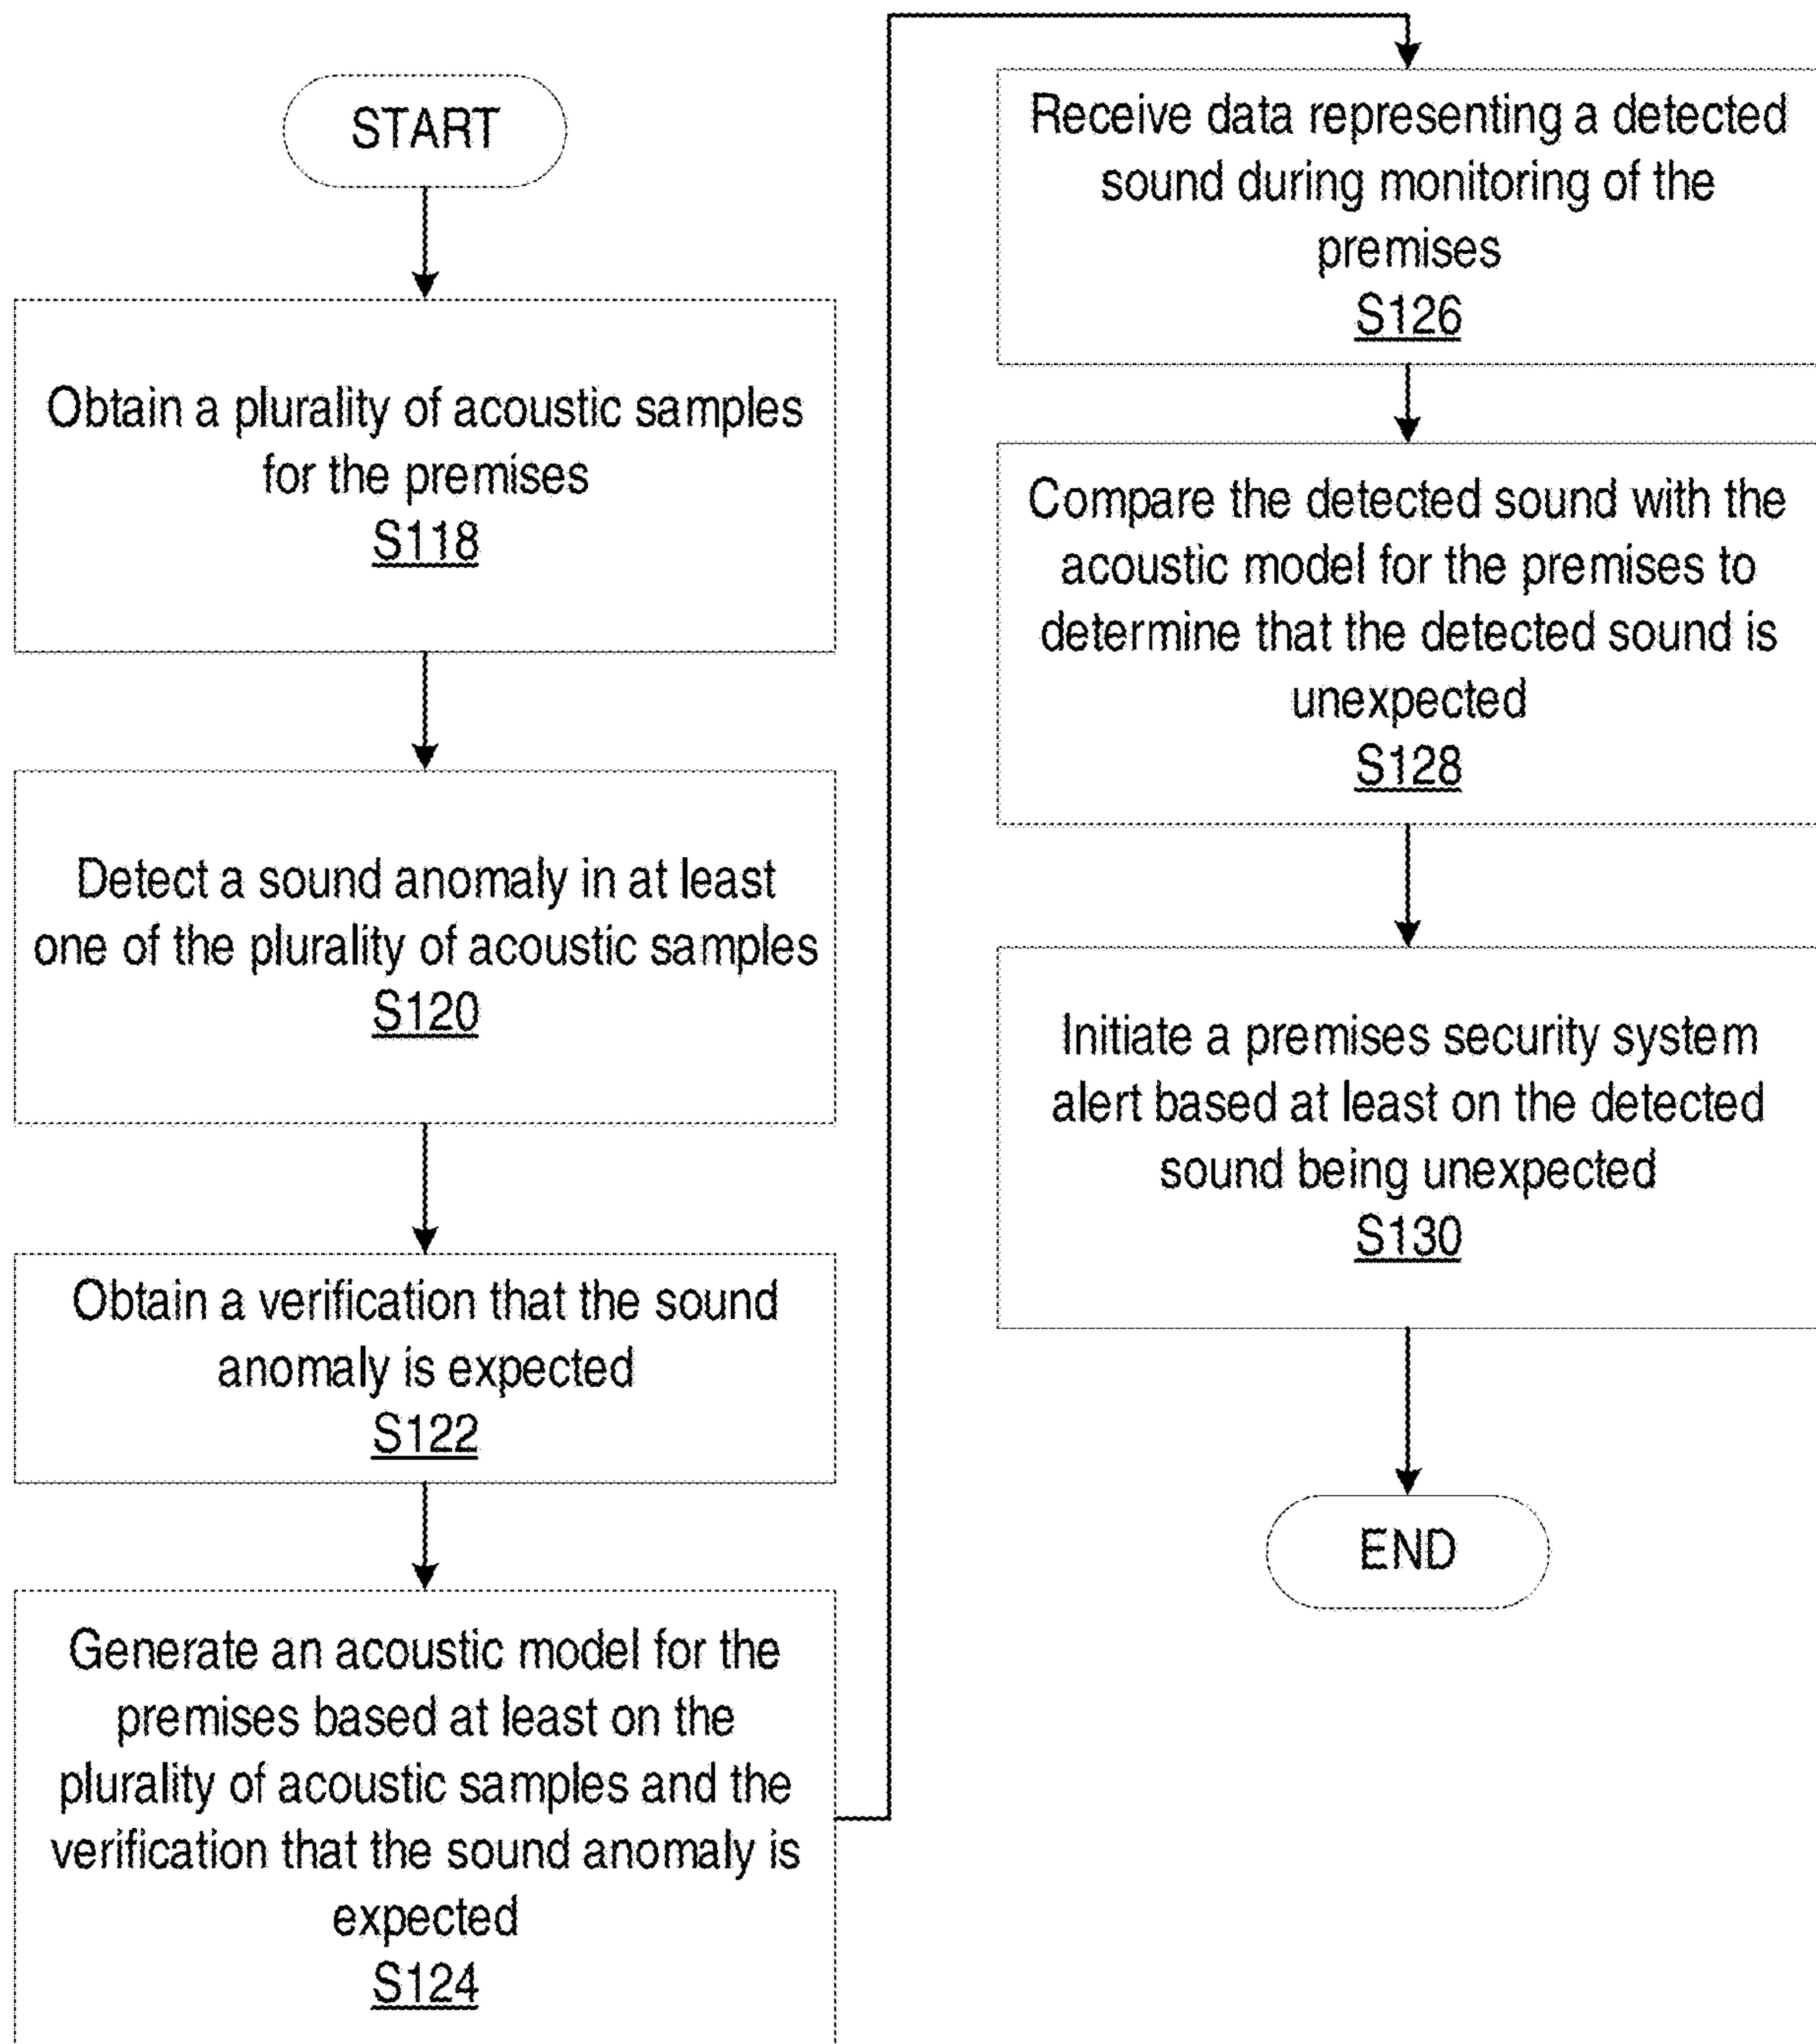 START
Obtain a plurality of acoustic samples
for the premises
S118
Detect a sound anomaly in at least
one of the plurality of acoustic samples
S120
Obtain a verification that the sound
anomaly is expected
S122
Generate an acoustic model for the
premises based at least on the
plurality of acoustic samples and the
verification that the sound anomaly is
expected
S124
Receive data representing a detected
sound during monitoring of the
premises
S126
Compare the detected sound with the
acoustic model for the premises to
determine that the detected sound is
unexpected
S128
Initiate a premises security system
alert based at least on the detected
sound being unexpected
S130
END